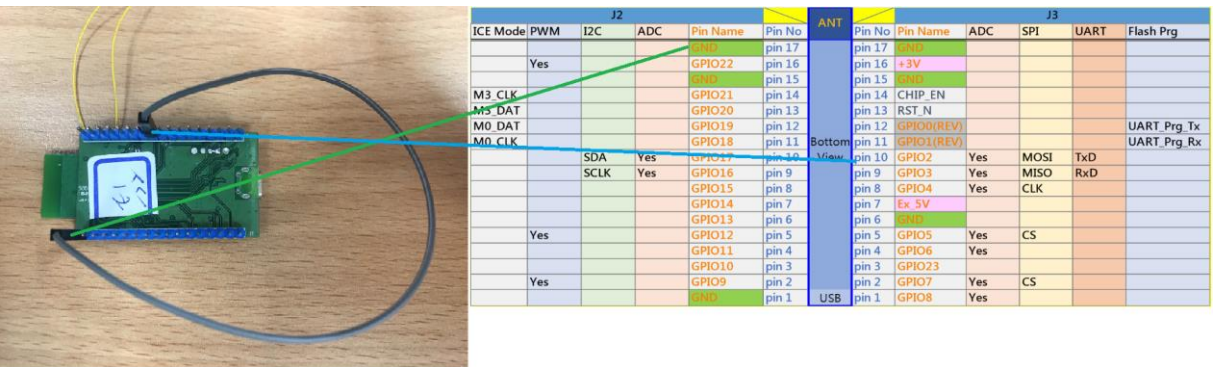 J2 ANT J3
ICE Mode PWM I2C ADC Pin Name Pin No Pin No Pin Name ADC SPI UART Flash Prg
GND pin 17 pin 17 GND
Yes GPIO22 pin 16 pin 16 +3V
GND pin 15 pin 15 GND
M3_CLK GPIO21 pin 14 pin 14 CHIP_EN
M3_DAT GPIO20 pin 13 pin 13 RST_N
M0_DAT GPIO19 pin 12 pin 12 GPIO0(REV) UART_Prg_Tx
M0_CLK GPIO18 pin 11 Bottom pin 11 GPIO1(REV) UART_Prg_Rx
SDA Yes GPIO17 pin 10 View pin 10 GPIO2 Yes MOSI TxD
SCLK Yes GPIO16 pin 9 pin 9 GPIO3 Yes MISO RxD
GPIO15 pin 8 pin 8 GPIO4 Yes CLK
GPIO14 pin 7 pin 7 Ex_5V
GPIO13 pin 6 pin 6 GND
Yes GPIO12 pin 5 pin 5 GPIO5 Yes CS
GPIO11 pin 4 pin 4 GPIO6 Yes
GPIO10 pin 3 pin 3 GPIO23
Yes GPIO9 pin 2 pin 2 GPIO7 Yes CS
GND pin 1 USB pin 1 GPIO8 Yes